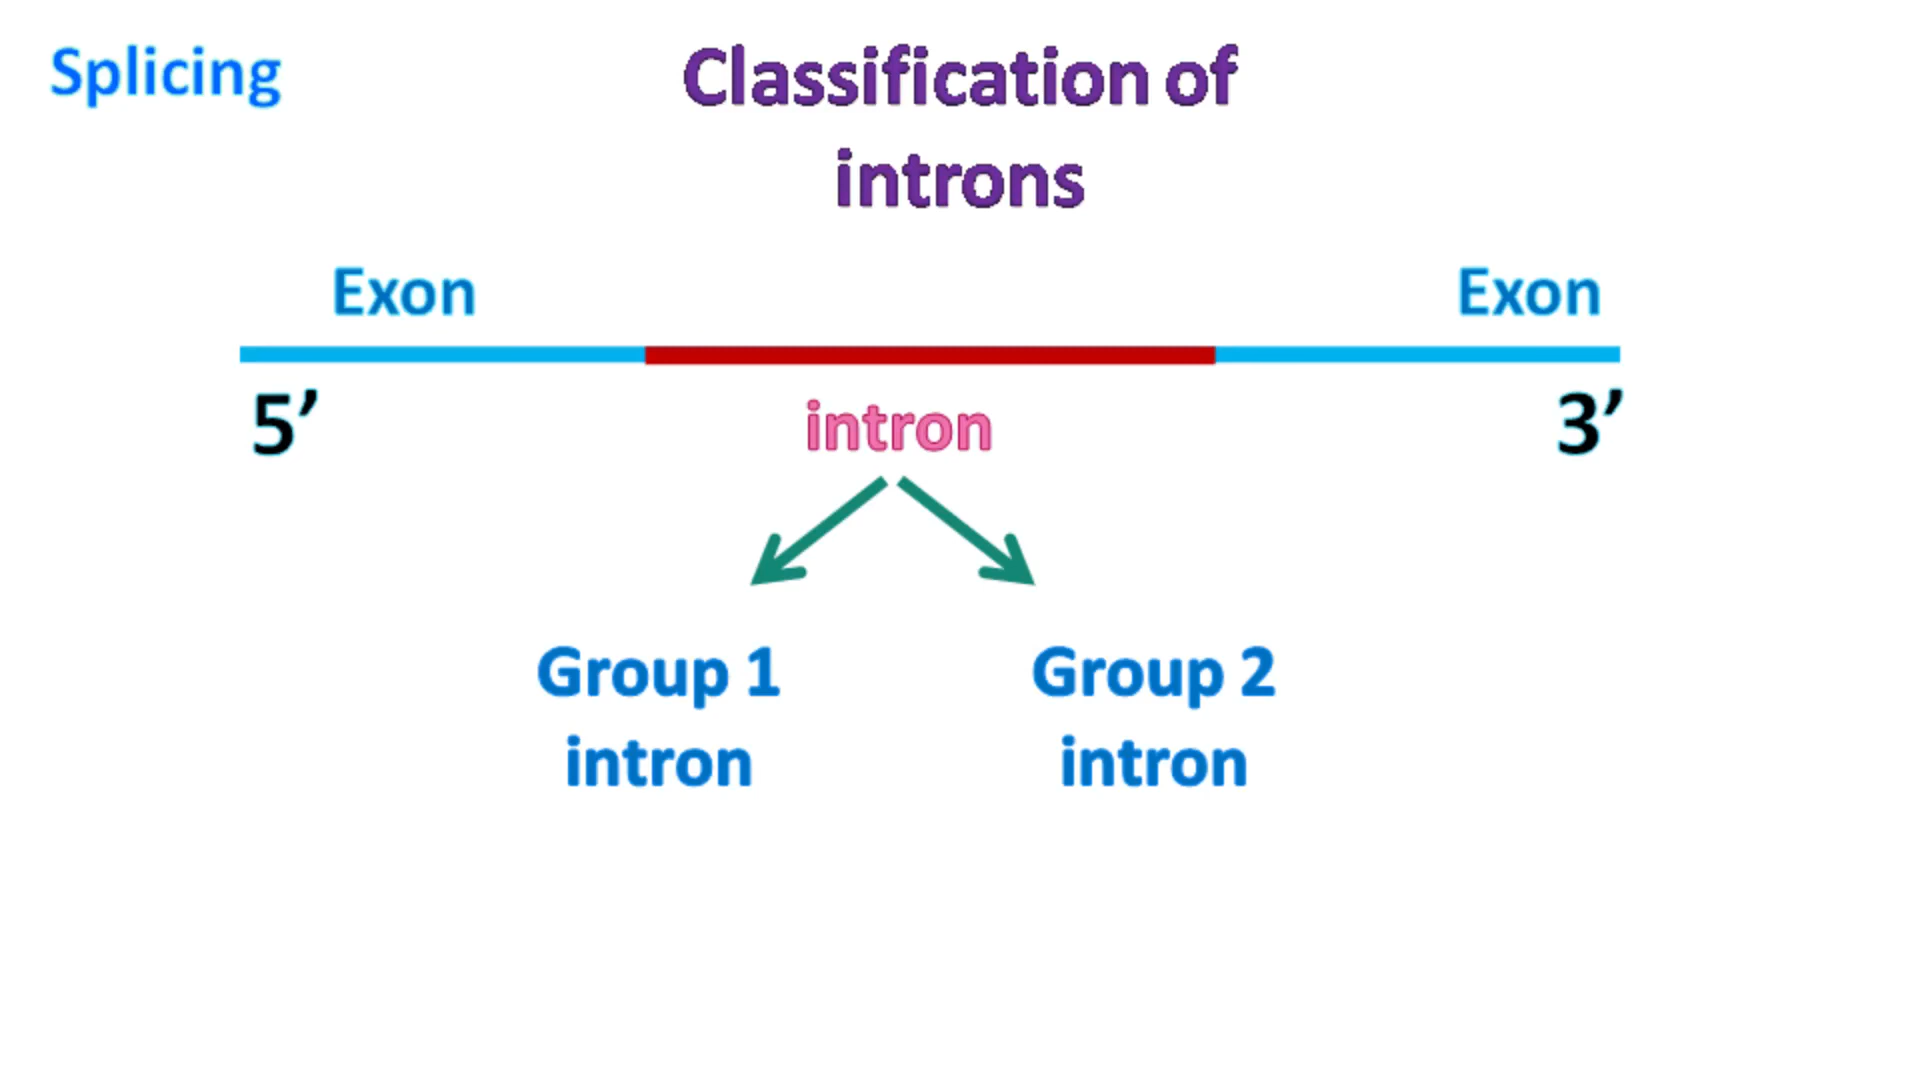 Splicing
Classification of
introns
Exon
Exon
5’
intron
3’
Group 1
intron
Group 2
intron